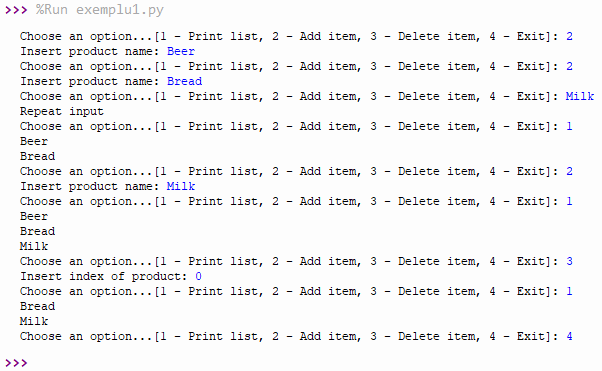 >>> %Run exemplu1.py
Choose an option...[1 - Print list, 2 - Add item, 3 - Delete item, 4 - Exit]: 2
Insert product name: Beer
Choose an option...[1 - Print list, 2 - Add item, 3 - Delete item, 4 - Exit]: 2
Insert product name: Bread
Choose an option...[1 - Print list, 2 - Add item, 3 - Delete item, 4 - Exit]: Milk
Repeat input
Choose an option...[1 - Print list, 2 - Add item, 3 - Delete item, 4 - Exit]: 1
Beer
Bread
Choose an option...[1 - Print list, 2 - Add item, 3 - Delete item, 4 - Exit]: 2
Insert product name: Milk
Choose an option...[1 - Print list, 2 - Add item, 3 - Delete item, 4 - Exit]: 1
Beer
Bread
Milk
Choose an option...[1 - Print list, 2 - Add item, 3 - Delete item, 4 - Exit]: 3
Insert index of product: 0
Choose an option...[1 - Print list, 2 - Add item, 3 - Delete item, 4 - Exit]: 1
Bread
Milk
Choose an option...[1 - Print list, 2 - Add item, 3 - Delete item, 4 - Exit]: 4
>>>